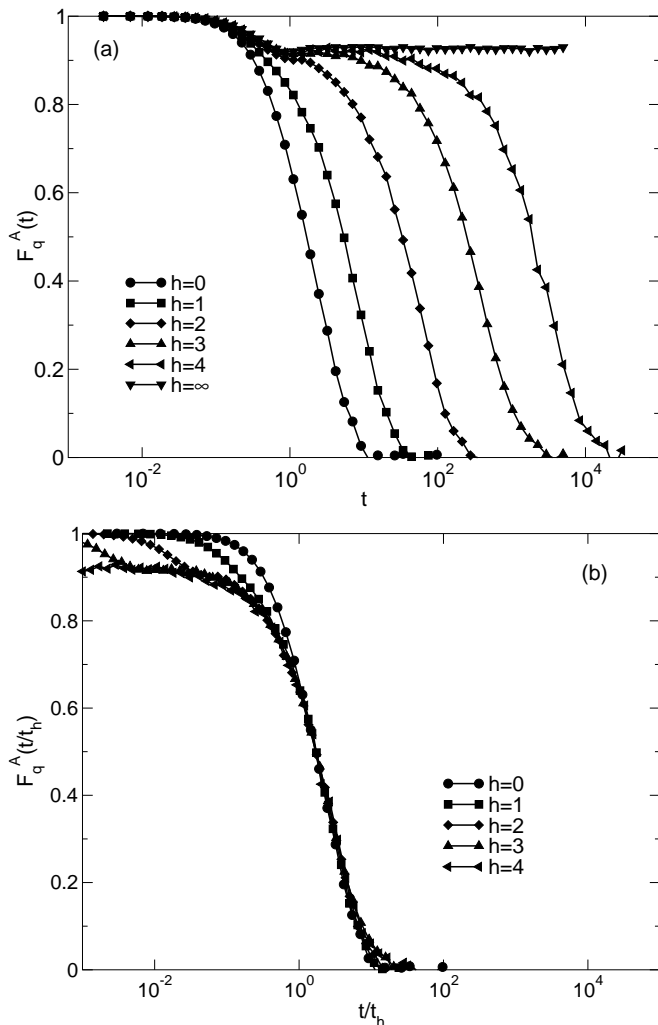 (a)
1
0.8
0.6
0.4
0.2
0
F_q^A(t)
h=0
h=1
h=2
h=3
h=4
h=∞
10^-2
10^0
10^2
10^4
t
(b)
1
0.8
0.6
0.4
0.2
0
F_q^A(t/t_h)
h=0
h=1
h=2
h=3
h=4
10^-2
10^0
10^2
10^4
t/t_h